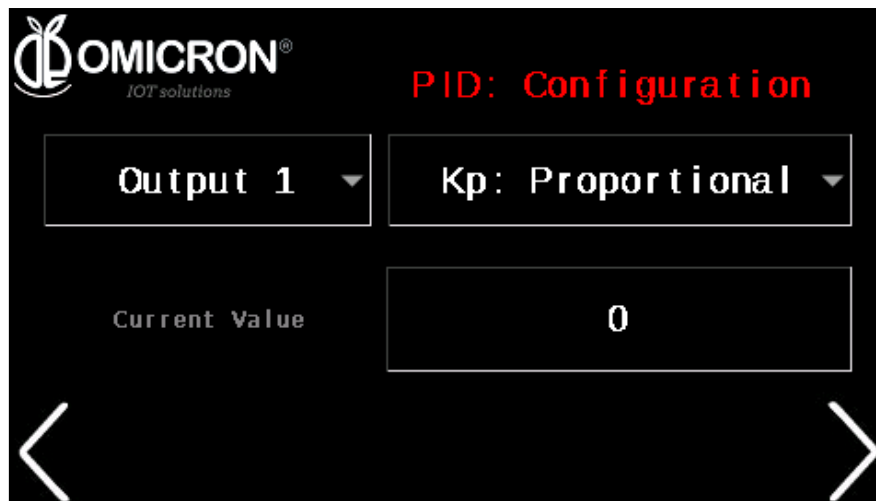 OMICRON®
IOT solutions
PID: Configuration
Output 1
Kp: Proportional
Current Value
0